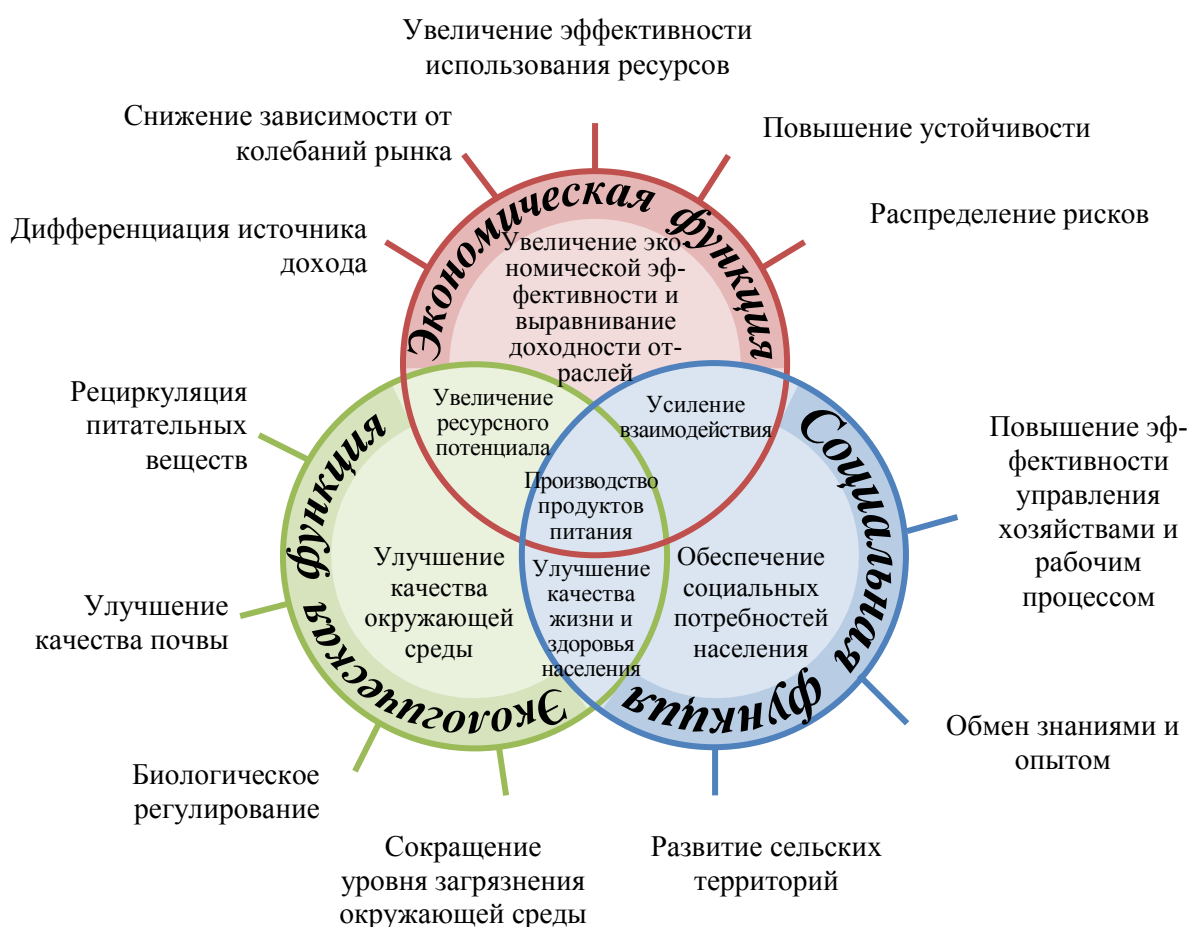 Увеличение эффективности
использования ресурсов
Снижение зависимости от
колебаний рынка
Повышение устойчивости
Дифференциация источника
дохода
Распределение рисков
Экономическая функция
Увеличение эко-
номической эф-
фективности и
выравнивание
доходности от-
раслей
Рециркуляция
питательных
веществ
Увеличение
ресурсного
потенциала
Усиление
взаимодействия
Повышение эф-
фективности
управления
хозяйствами и
рабочим
процессом
Экологическая функция
Социальная функция
Производство
продуктов
питания
Улучшение
качества
окружающей
среды
Улучшение
качества
жизни и
здоровья
населения
Обеспечение
социальных
потребностей
населения
Улучшение
качества почвы
Обмен знаниями и
опытом
Биологическое
регулирование
Сокращение
уровня загрязнения
окружающей среды
Развитие сельских
территорий